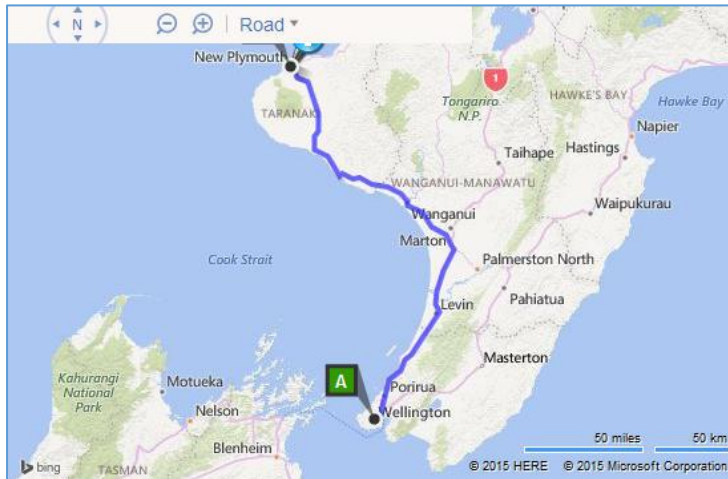 N
Road
New Plymouth
1
HAWKE'S BAY
Hawke Bay
TARANAKI
Tongariro
N.P.
Napier
Taihape
Hastings
WANGANUI-MANAWATU
Wanganui
Waipukurau
Marton
Cook Strait
Palmerston North
Pahiatua
Levin
A
Masterton
Kahurangi
National
Park
Motueka
Porirua
Nelson
Wellington
Blenheim
50 miles
50 km
bing
TASMAN
© 2015 HERE © 2015 Microsoft Corporation